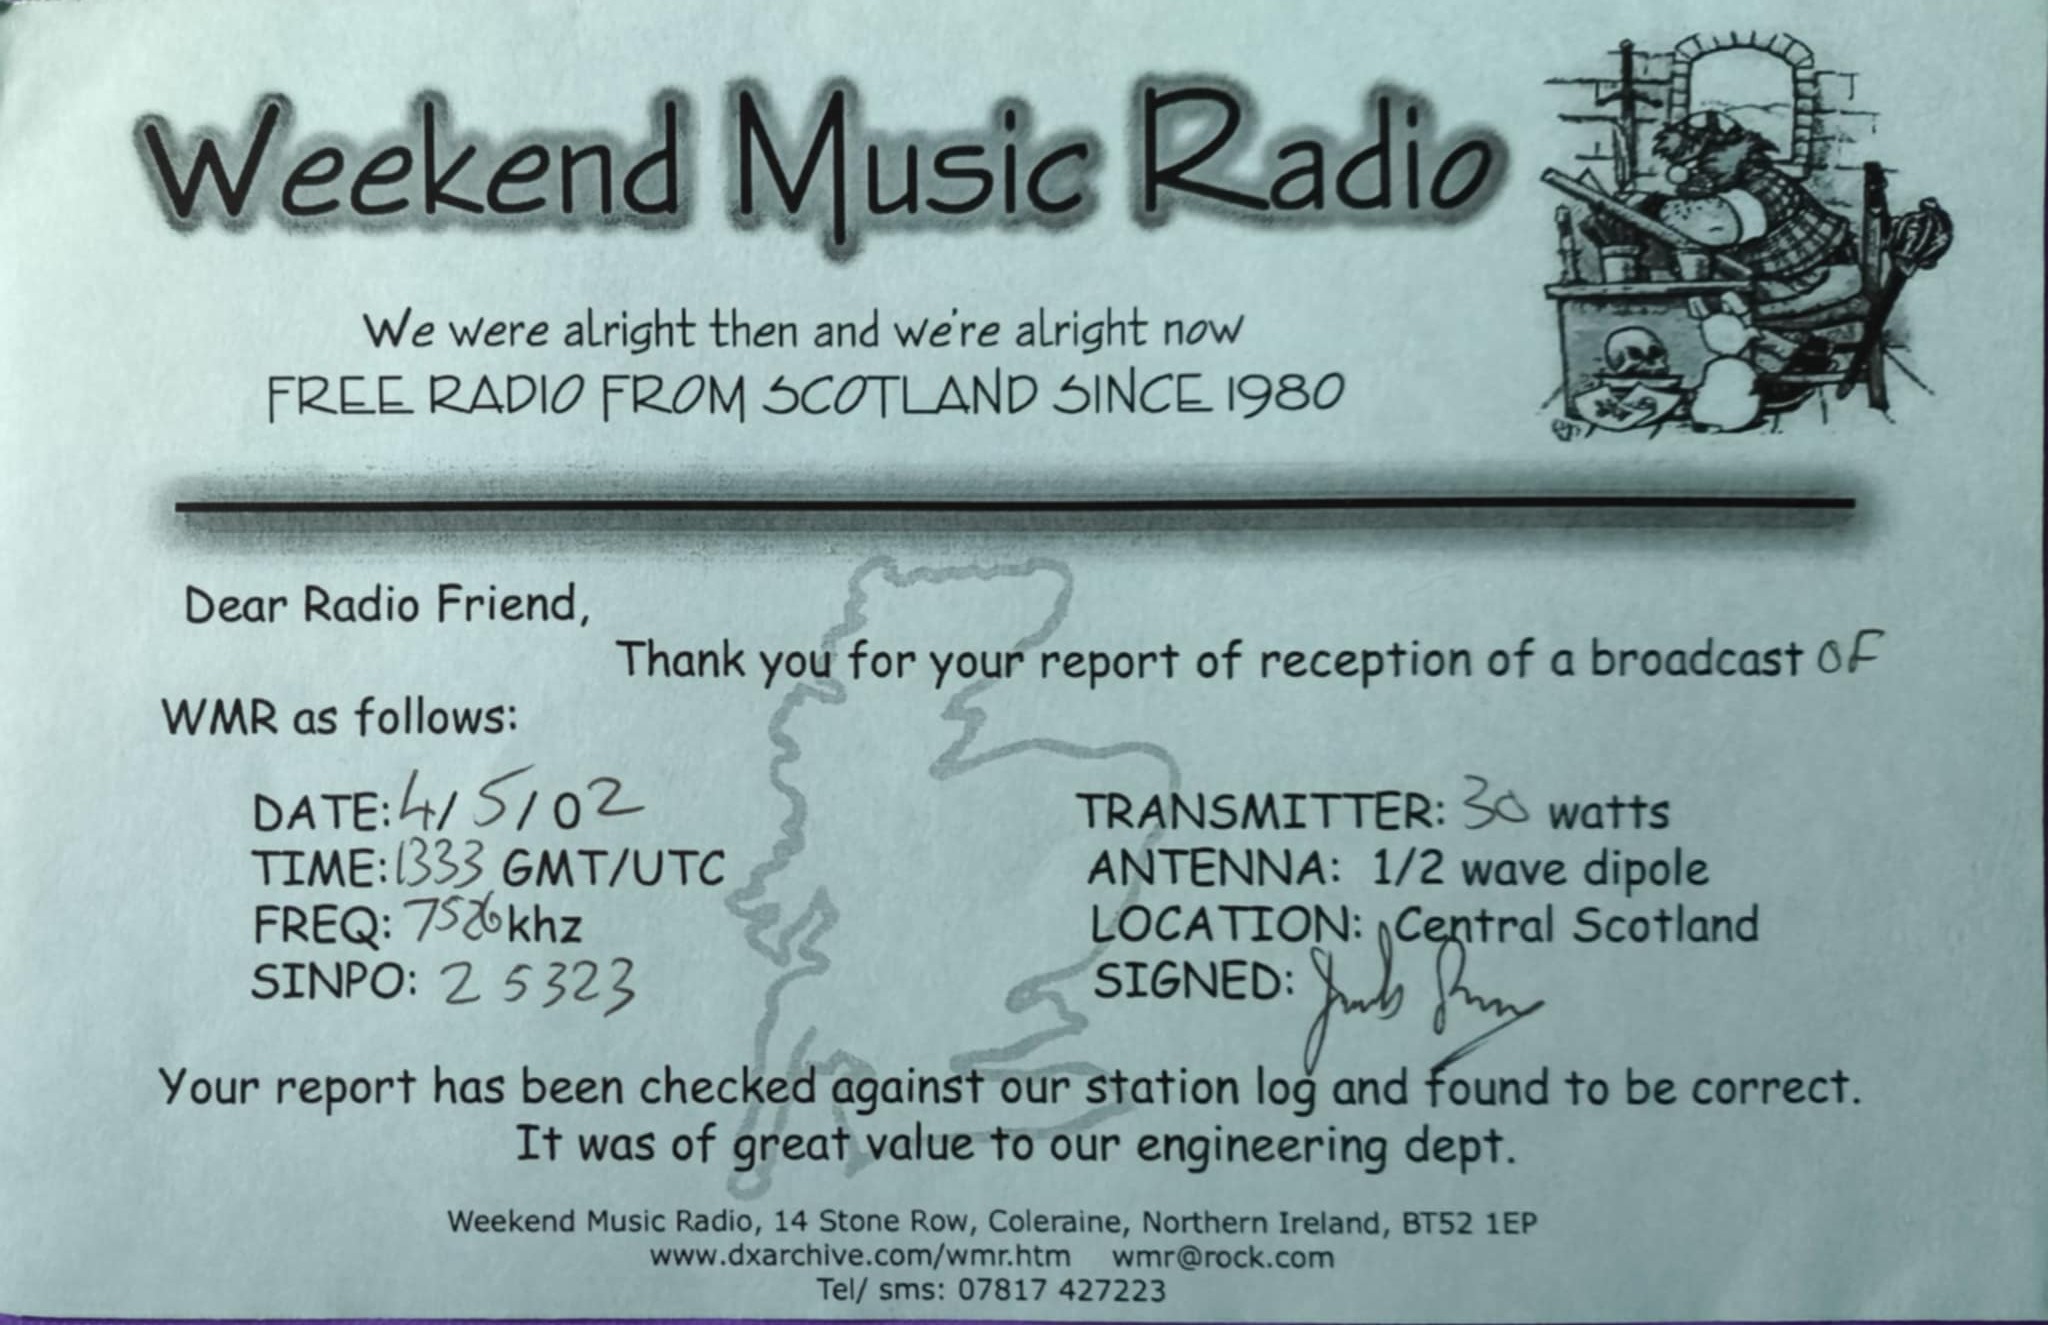 Weekend Music Radio
We were alright then and we're alright now
FREE RADIO FROM SCOTLAND SINCE 1980
Dear Radio Friend,
Thank you for your report of reception of a broadcast OF
WMR as follows:
DATE: 4/5/02
TIME: 1333 GMT/UTC
FREQ: 7526 khz
SINPO: 25323
TRANSMITTER: 30 watts
ANTENNA: 1/2 wave dipole
LOCATION: Central Scotland
SIGNED:
Your report has been checked against our station log and found to be correct.
It was of great value to our engineering dept.
Weekend Music Radio, 14 Stone Row, Coleraine, Northern Ireland, BT52 1EP
www.dxarchive.com/wmr.htm wmr@rock.com
Tel/ sms: 07817 427223